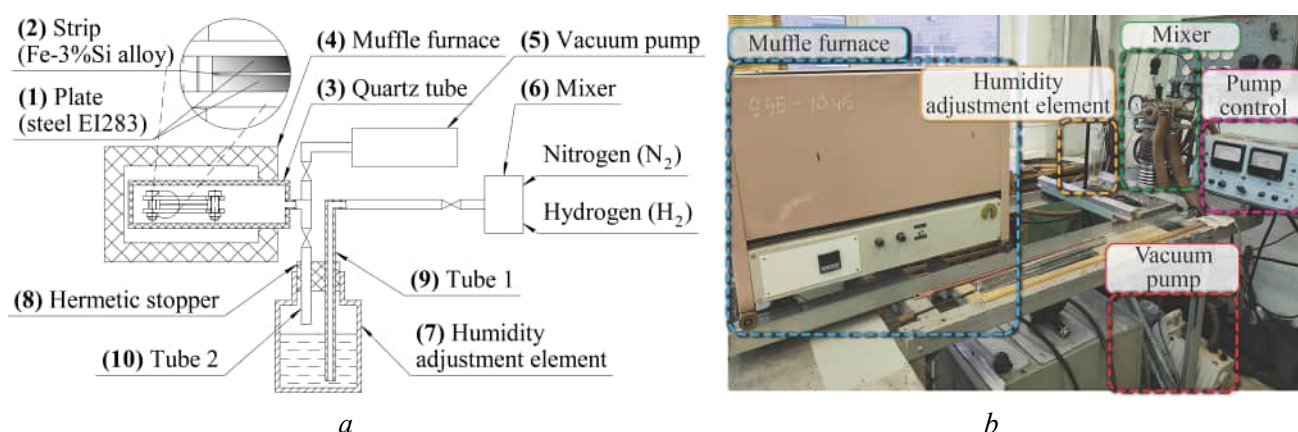 (2) Strip
(Fe-3%Si alloy)
(1) Plate
(steel EI283)
(4) Muffle furnace
(3) Quartz tube
(5) Vacuum pump
(6) Mixer
Nitrogen (N₂)
Hydrogen (H₂)
(8) Hermetic stopper
(9) Tube 1
(7) Humidity
adjustment element
(10) Tube 2
a
Muffle furnace
Humidity
adjustment element
Mixer
Pump
control
Vacuum
pump
b